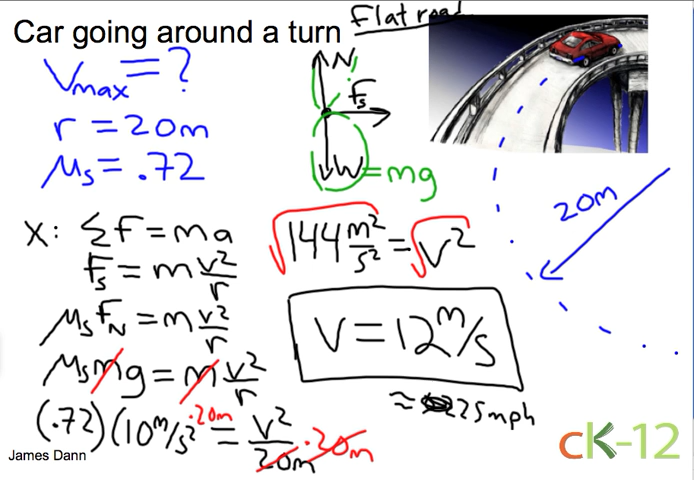 Car going around a turn
Flat road
Vmax = ?
r = 20m
μs = .72
N
fs
W = mg
20m
X: ΣF = ma
fs = m v²/r
μs FN = m v²/r
μs mg = m v²/r
(.72)(10 m/s² · 20m = v²/20m · 20m
√144 m²/s² = √v²
V = 12 m/s
≈ 25mph
James Dann
cK-12